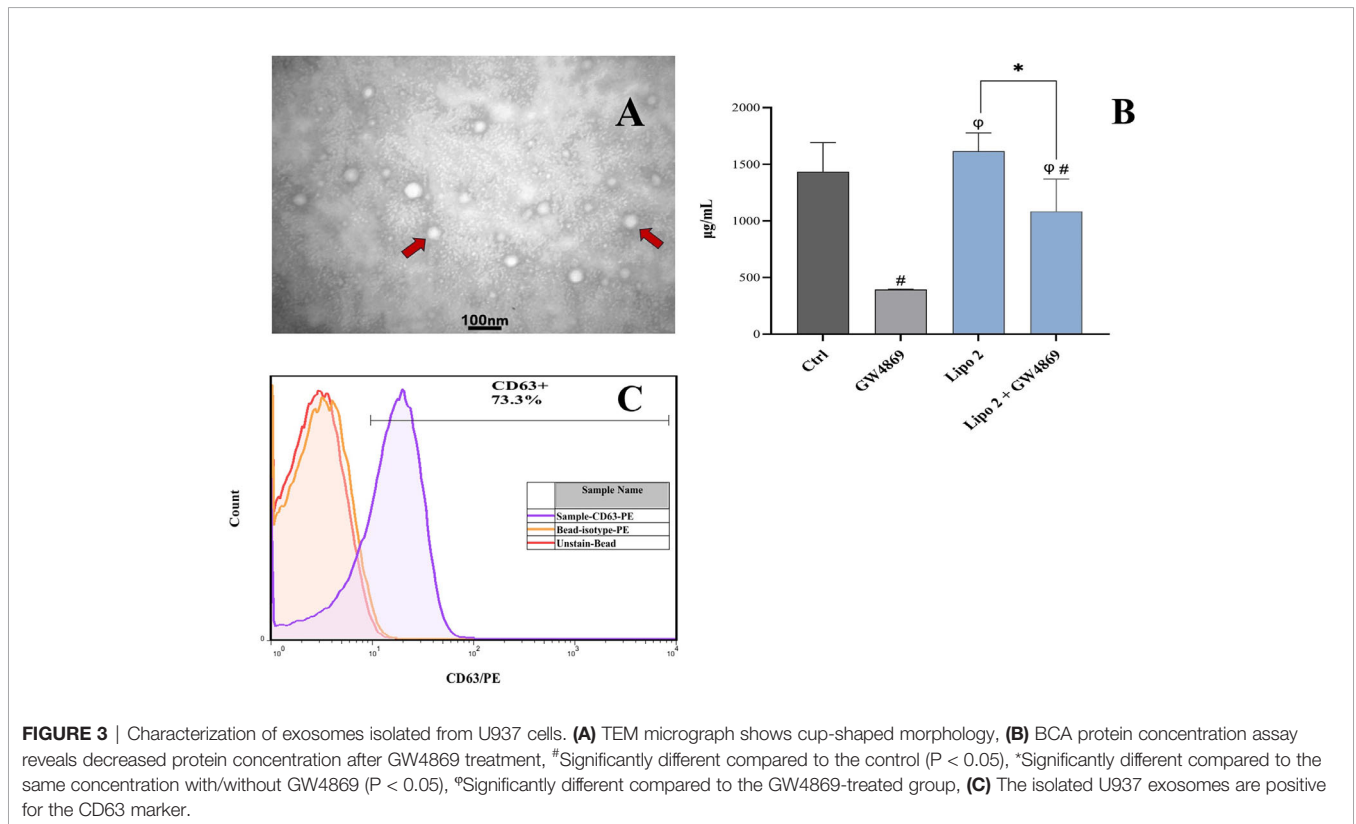 A
100nm
*
B
2000
1500
1000
500
0
µg/mL
φ
φ #
#
Ctrl
GW4869
Lipo 2
Lipo 2 + GW4869
CD63+
73.3%
C
Count
Sample Name
Sample-CD63-PE
Bead-isotype-PE
Unstain-Bead
0
10⁰ 10¹ 10² 10³ 10⁴
CD63/PE
FIGURE 3 | Characterization of exosomes isolated from U937 cells. (A) TEM micrograph shows cup-shaped morphology, (B) BCA protein concentration assay
reveals decreased protein concentration after GW4869 treatment, #Significantly different compared to the control (P < 0.05), *Significantly different compared to the
same concentration with/without GW4869 (P < 0.05), φSignificantly different compared to the GW4869-treated group, (C) The isolated U937 exosomes are positive
for the CD63 marker.